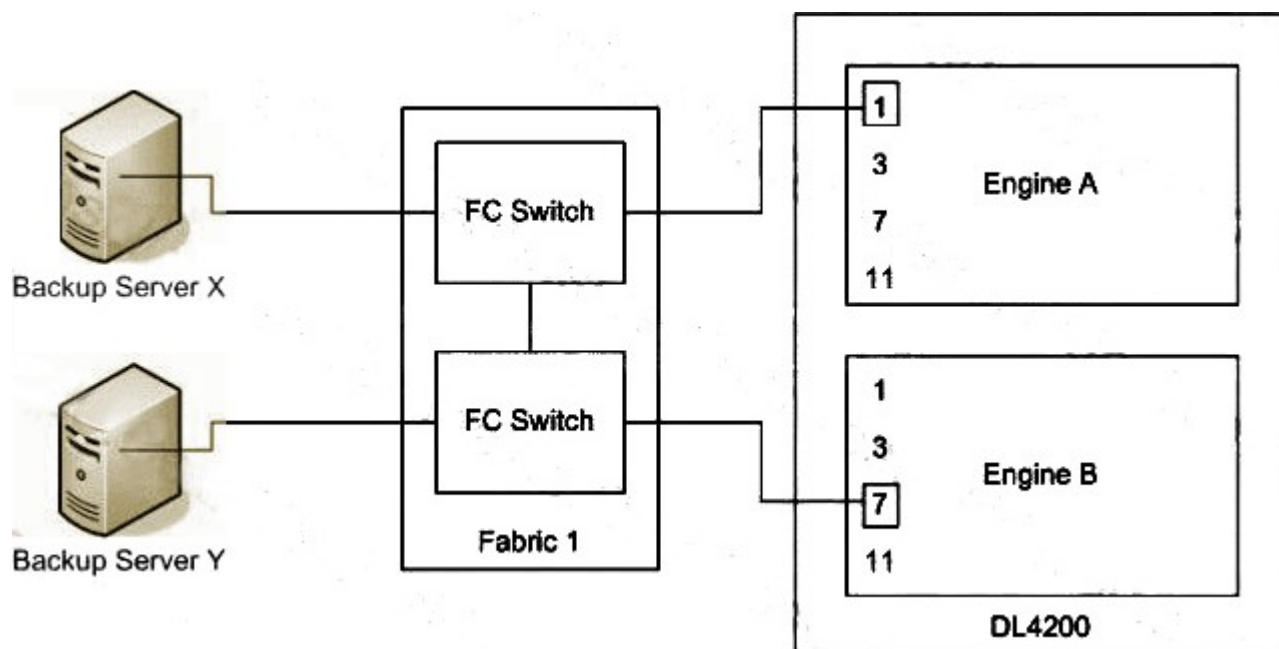 Backup Server X
Backup Server Y
FC Switch
FC Switch
Fabric 1
1
3
7
11
Engine A
1
3
7
11
Engine B
DL4200